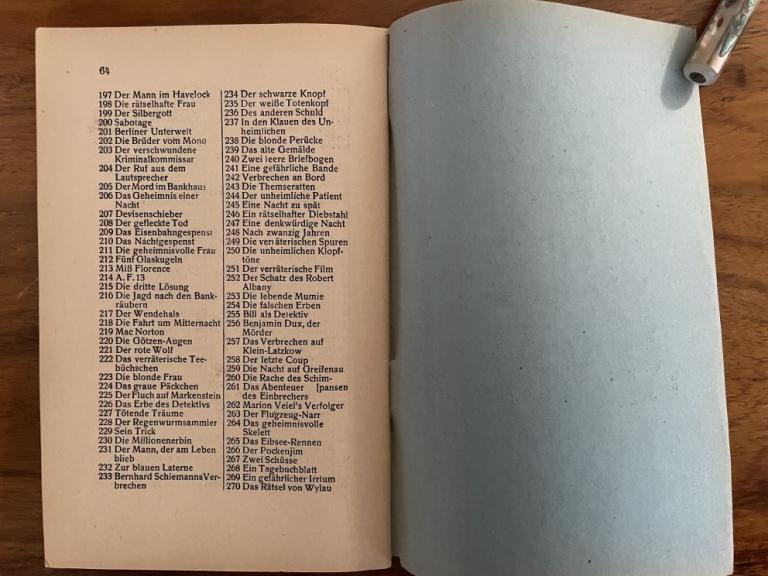 64
197 Der Mann im Havelock
198 Die rätselhafte Frau
199 Der Silbergott
200 Sabotage
201 Berliner Unterwelt
202 Die Brüder vom Mono
203 Der verschwundene
Kriminalkommissar
204 Der Ruf aus dem
Lautsprecher
205 Der Mord im Bankhaus
206 Das Geheimnis einer
Nacht
207 Devisenschieber
208 Der gefleckte Tod
209 Das Eisenbahngespenst
210 Das Nachtgespenst
211 Die geheimnisvolle Frau
212 Fünf Glaskugeln
213 Miß Florence
214 A. F. 13
215 Die dritte Lösung
216 Die Jagd nach den Bank-
räubern
217 Der Wendehals
218 Die Fahrt um Mitternacht
219 Mac Norton
220 Die Götzen-Augen
221 Der rote Wolf
222 Das verräterische Tee-
büchschen
223 Die blonde Frau
224 Das graue Päckchen
225 Der Fluch auf Markenstein
226 Das Erbe des Detektivs
227 Tötende Träume
228 Der Regenwurmsammler
229 Sein Trick
230 Die Millionenerbin
231 Der Mann, der am Leben
blieb
232 Zur blauen Laterne
233 Bernhard Schiemanns Ver-
brechen
234 Der schwarze Knopf
235 Der weiße Totenkopf
236 Des anderen Schuld
237 In den Klauen des Un-
heimlichen
238 Die blonde Perücke
239 Das alte Gemälde
240 Zwei leere Briefbogen
241 Eine gefährliche Bande
242 Verbrechen an Bord
243 Die Themseratten
244 Der unheimliche Patient
245 Eine Nacht zu spät
246 Ein rätselhafter Diebstahl
247 Eine denkwürdige Nacht
248 Nach zwanzig Jahren
249 Die verräterischen Spuren
250 Die unheimlichen Klopf-
töne
251 Der verräterische Film
252 Der Schatz des Robert
Albany
253 Die lebende Mumie
254 Die falschen Erben
255 Bill als Detektiv
256 Benjamin Dux, der
Mörder
257 Das Verbrechen auf
Klein-Latzkow
258 Der letzte Coup
259 Die Nacht auf Greifenau
260 Die Rache des Schim-
261 Das Abenteuer [pansen
des Einbrechers
262 Marion Veiel's Verfolger
263 Der Flugzeug-Narr
264 Das geheimnisvolle
Skelett
265 Das Eibsee-Rennen
266 Der Pockenjim
267 Zwei Schüsse
268 Ein Tagebuchblatt
269 Ein gefährlicher Irrtum
270 Das Rätsel von Wylau